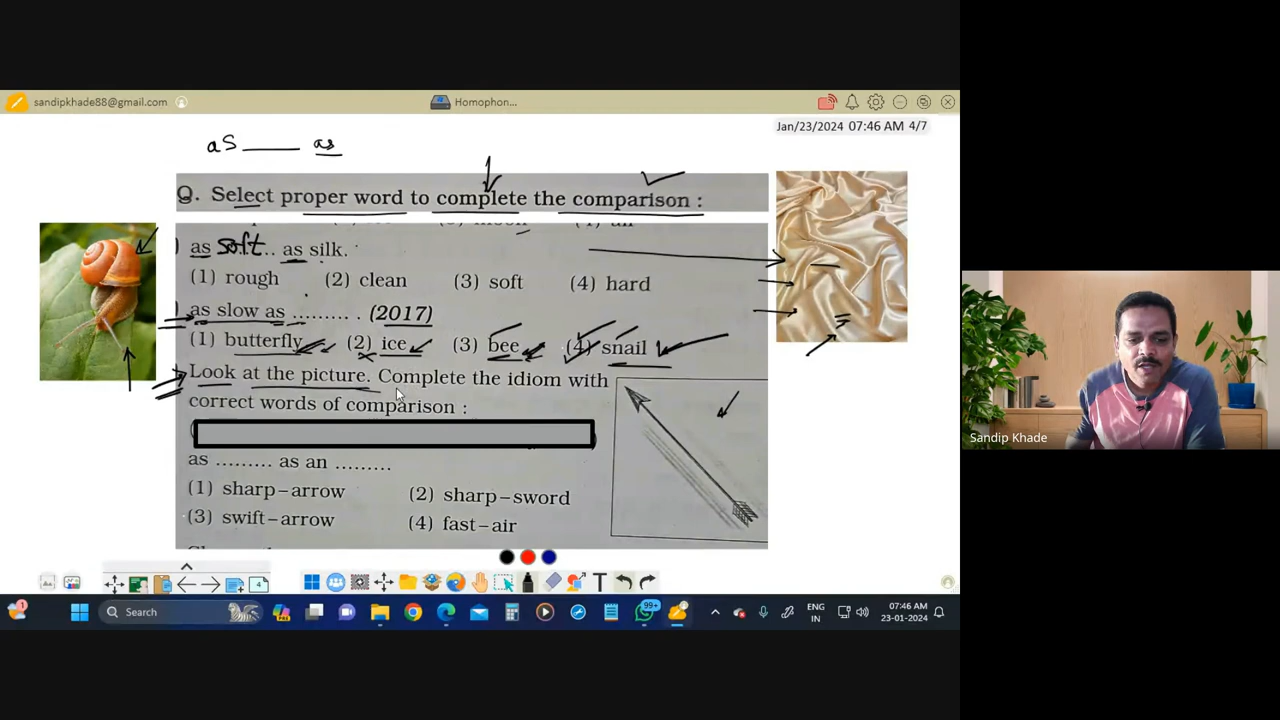 sandipkhade88@gmail.com
Homophon...
Jan/23/2024 07:46 AM 4/7
as _____ as
Q. Select proper word to complete the comparison :
as soft.. as silk.
(1) rough (2) clean (3) soft (4) hard
as slow as ......... . (2017)
(1) butterfly (2) ice (3) bee (4) snail
Look at the picture. Complete the idiom with
correct words of comparison :
as ......... as an .........
(1) sharp-arrow (2) sharp-sword
(3) swift-arrow (4) fast-air
Sandip Khade
4
T
Search
99+
1
ENG
IN
07:46 AM
23-01-2024